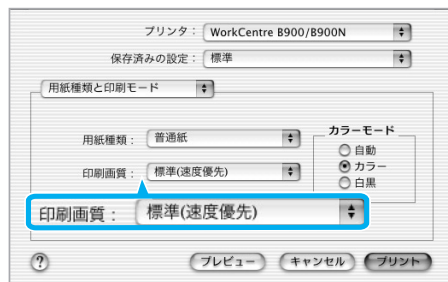 プリンタ： WorkCentre B900/B900N
保存済みの設定： 標準
用紙種類と印刷モード
用紙種類： 普通紙
印刷画質： 標準(速度優先)
カラーモード
自動
カラー
白黒
印刷画質： 標準(速度優先)
? プレビュー キャンセル プリント